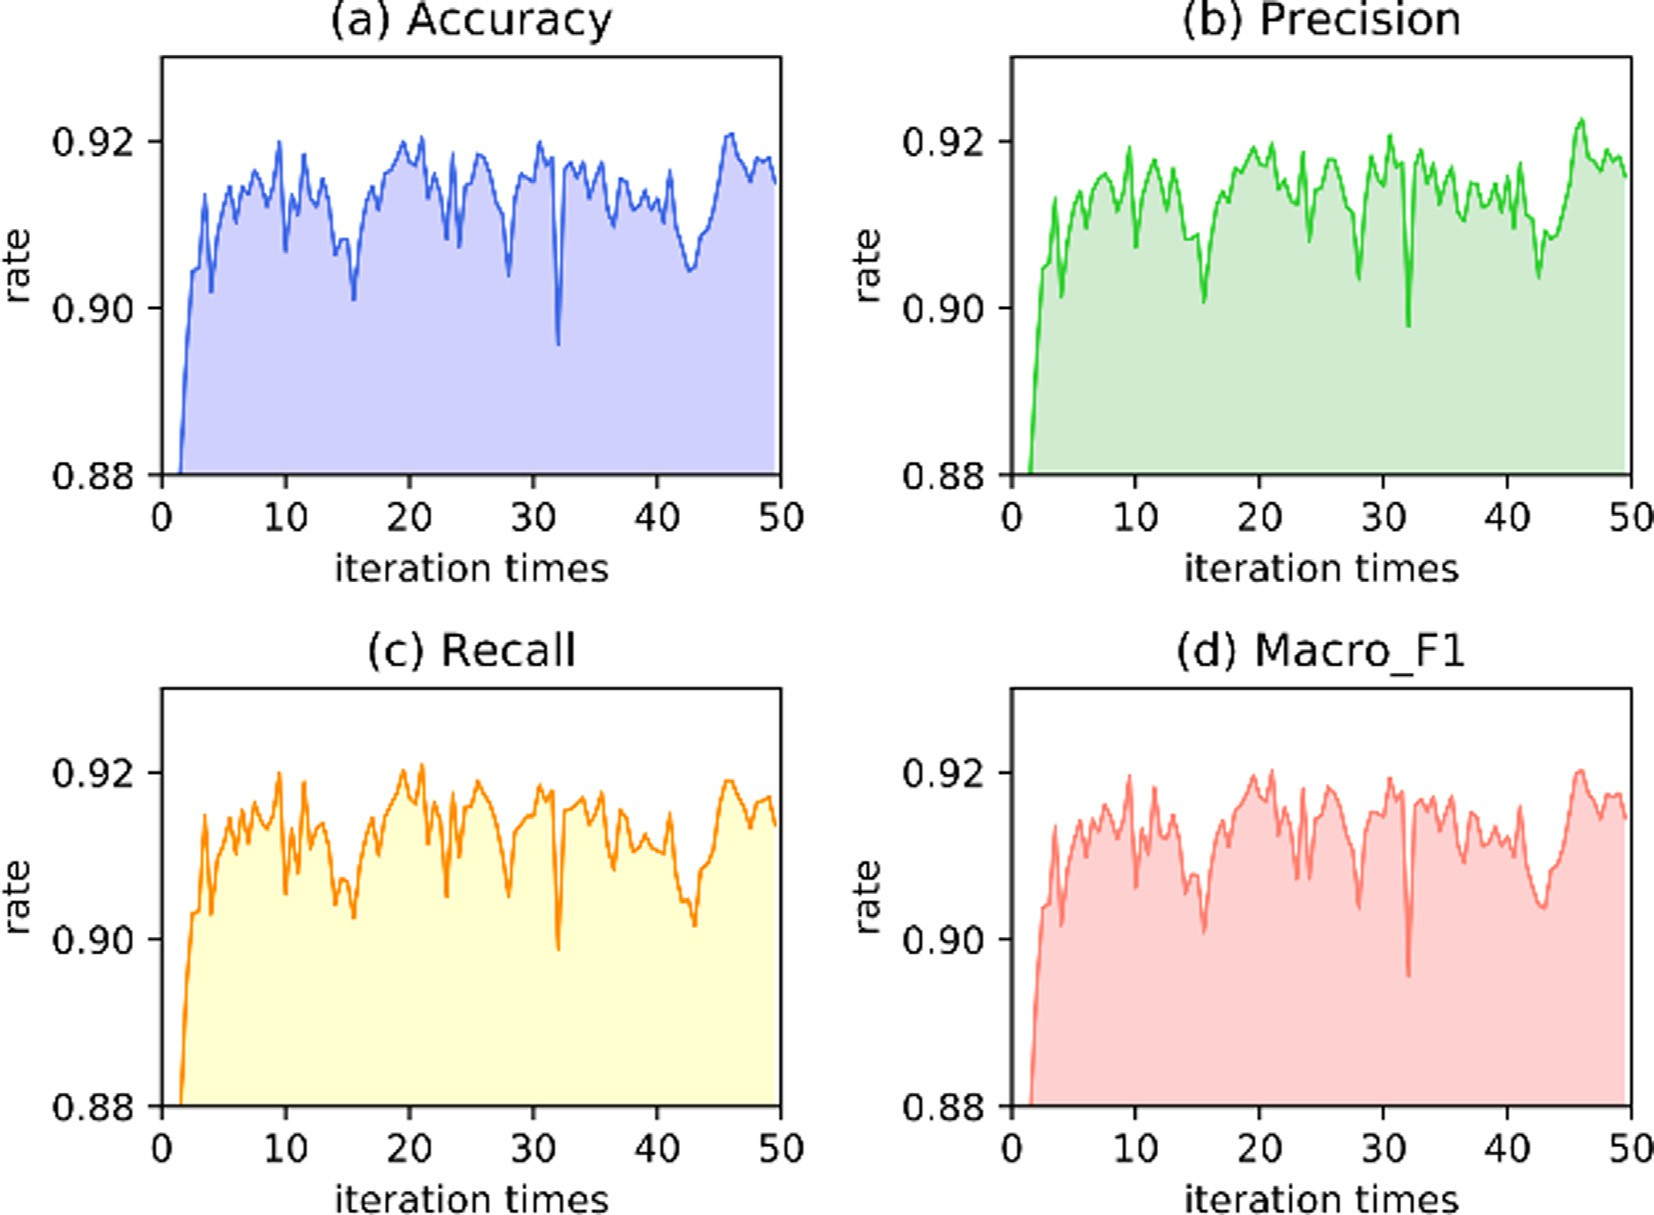 (a) Accuracy
(b) Precision
rate
0.92
0.90
0.88
0 10 20 30 40 50
iteration times
rate
0.92
0.90
0.88
0 10 20 30 40 50
iteration times
(c) Recall
(d) Macro_F1
rate
0.92
0.90
0.88
0 10 20 30 40 50
iteration times
rate
0.92
0.90
0.88
0 10 20 30 40 50
iteration times